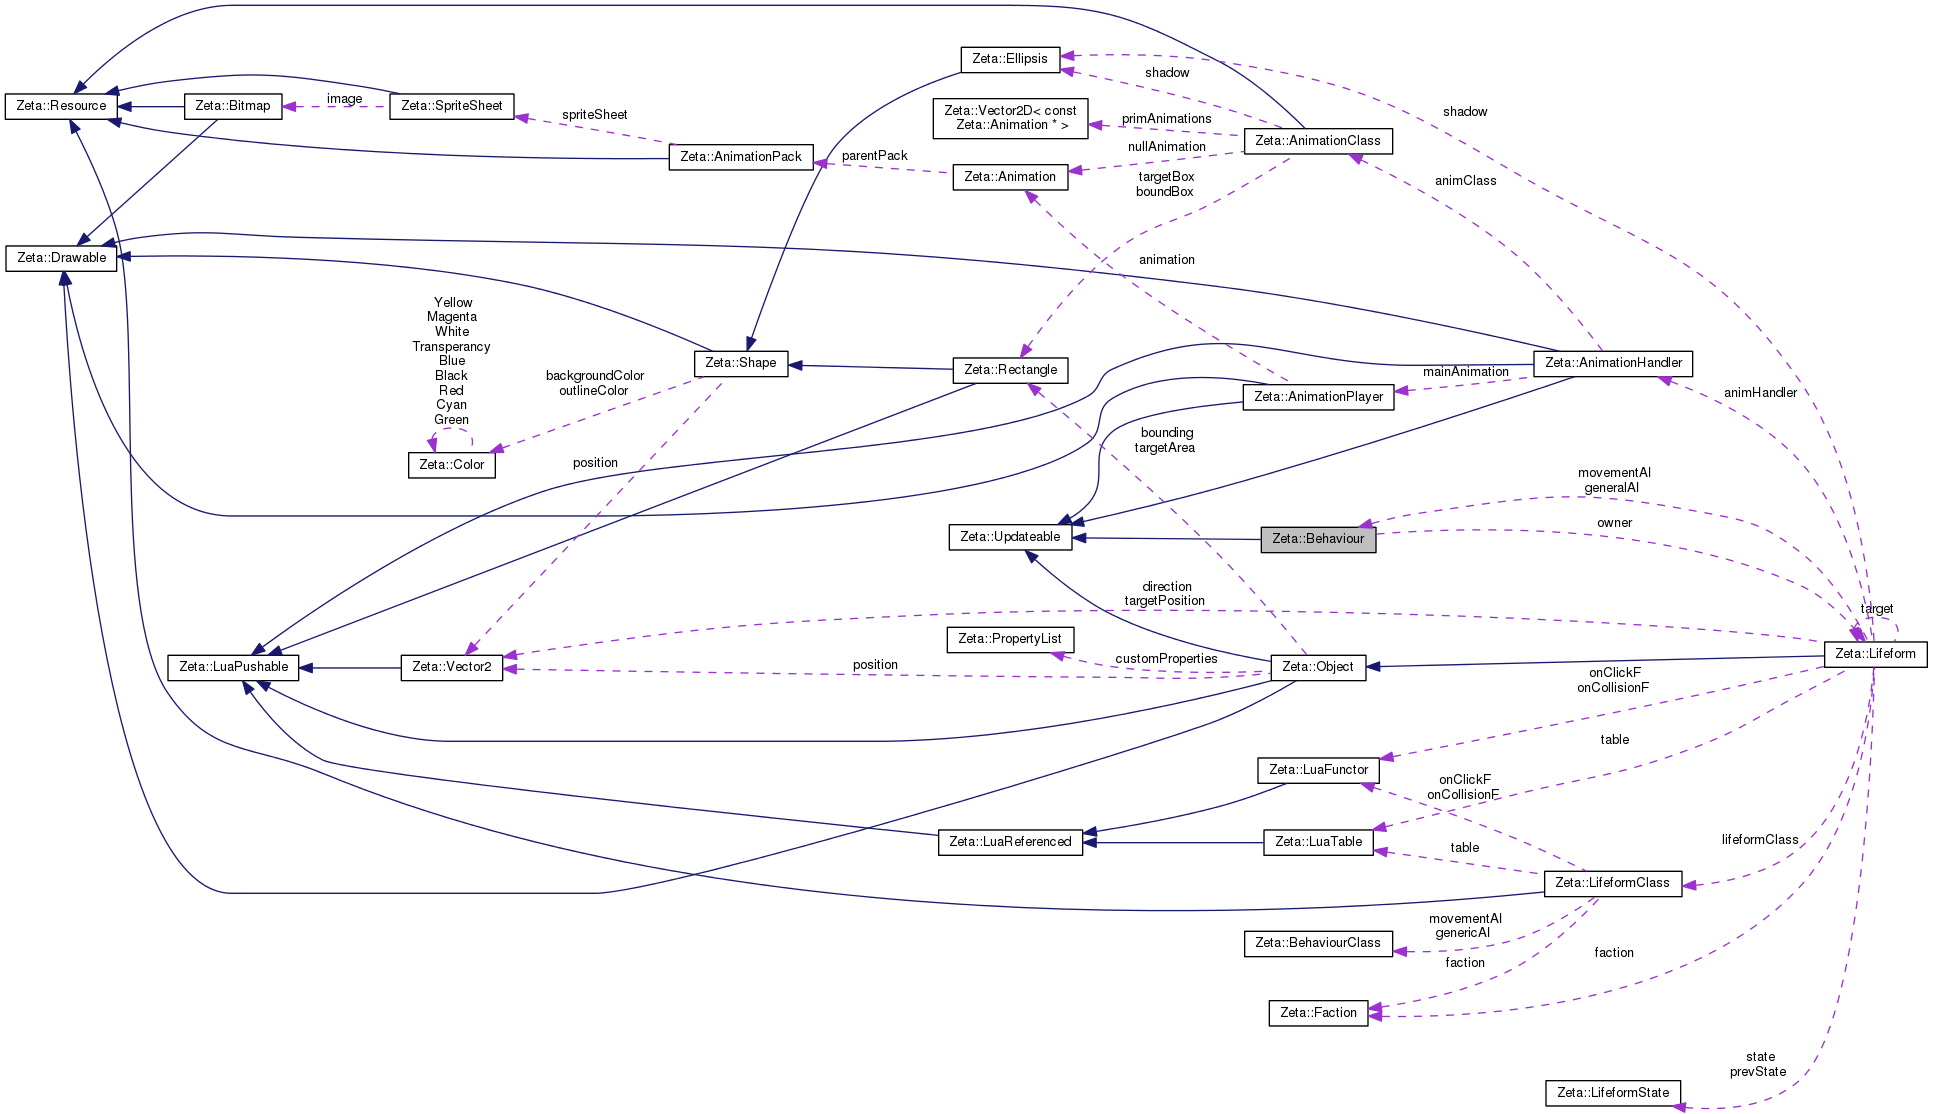 Zeta::Ellipsis
shadow
Zeta::Resource
Zeta::Bitmap
image
Zeta::SpriteSheet
spriteSheet
Zeta::Vector2D< const
Zeta::Animation * >
primAnimations
shadow
Zeta::AnimationClass
nullAnimation
Zeta::AnimationPack
parentPack
Zeta::Animation
targetBox
boundBox
animClass
Zeta::Drawable
animation
Yellow
Magenta
White
Transperancy
Blue
Black
Red
Cyan
Green
Zeta::Shape
Zeta::Rectangle
Zeta::AnimationHandler
mainAnimation
backgroundColor
outlineColor
Zeta::AnimationPlayer
animHandler
bounding
targetArea
Zeta::Color
position
movementAI
generalAI
owner
Zeta::Updateable
Zeta::Behaviour
direction
targetPosition
target
Zeta::PropertyList
customProperties
Zeta::LuaPushable
Zeta::Vector2
position
Zeta::Object
Zeta::Lifeform
onClickF
onCollisionF
table
Zeta::LuaFunctor
onClickF
onCollisionF
Zeta::LuaReferenced
Zeta::LuaTable
table
lifeformClass
Zeta::LifeformClass
movementAI
genericAI
Zeta::BehaviourClass
faction
faction
Zeta::Faction
state
prevState
Zeta::LifeformState